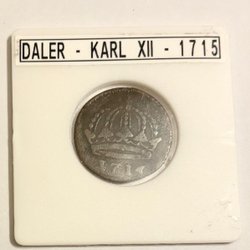 DALER - KARL XII - 1715